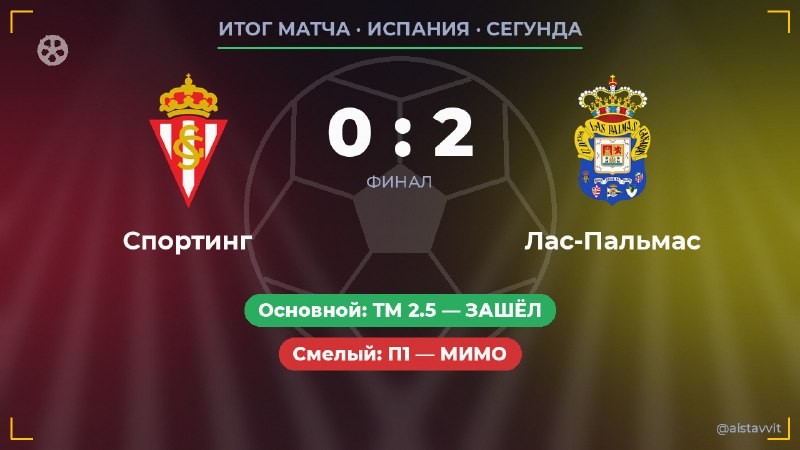 ИТОГ МАТЧА · ИСПАНИЯ · СЕГУНДА
0 : 2
ФИНАЛ
Спортинг
Лас-Пальмас
Основной: ТМ 2.5 — ЗАШЁЛ
Смелый: П1 — МИМО
@aistavvit